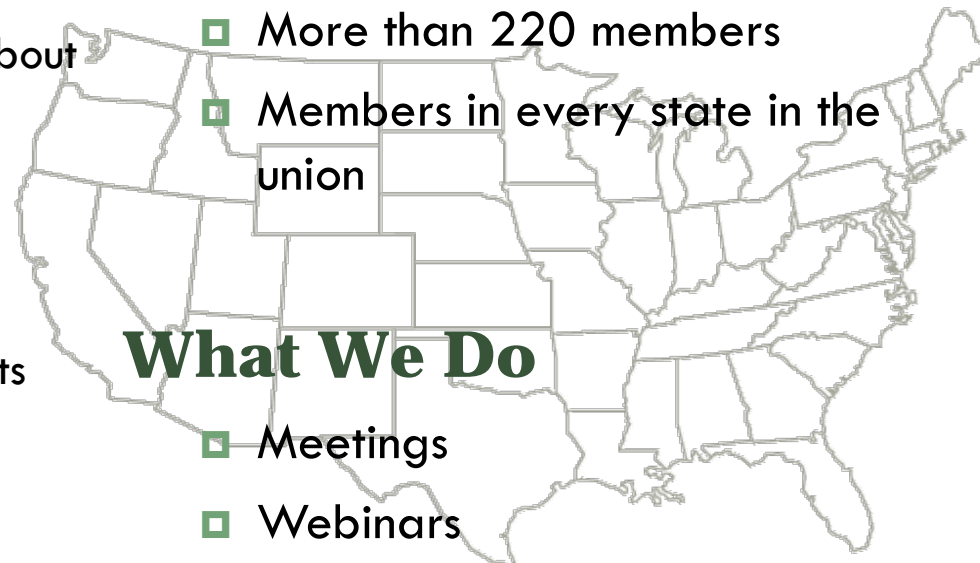 More than 220 members
bout
Members in every state in the
union
What We Do
ts
Meetings
Webinars